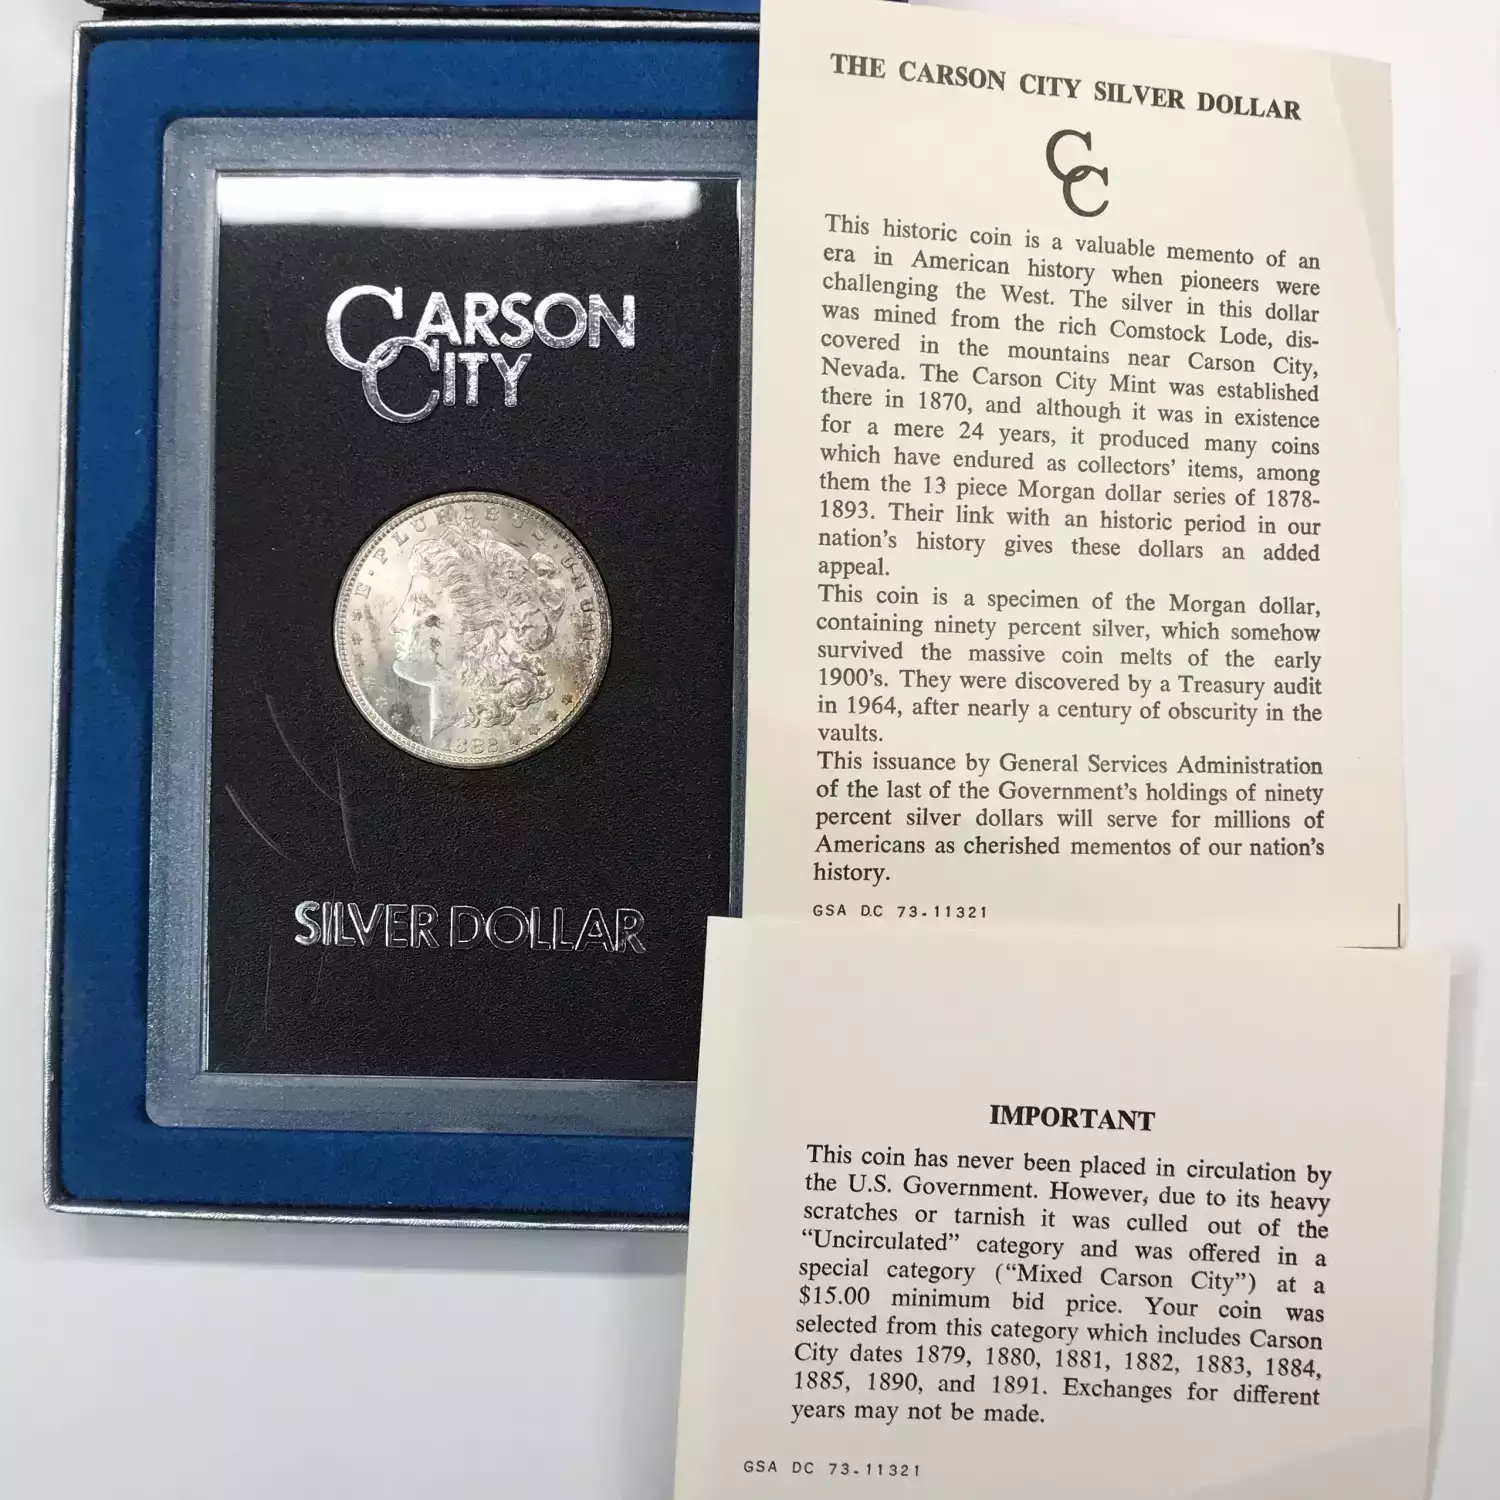 CARSON
CITY
E·PLURIBUS·UNUM
SILVER DOLLAR
THE CARSON CITY SILVER DOLLAR
CC
This historic coin is a valuable memento of an
era in American history when pioneers were
challenging the West. The silver in this dollar
was mined from the rich Comstock Lode, dis-
covered in the mountains near Carson City,
Nevada. The Carson City Mint was established
there in 1870, and although it was in existence
for a mere 24 years, it produced many coins
which have endured as collectors' items, among
them the 13 piece Morgan dollar series of 1878-
1893. Their link with an historic period in our
nation's history gives these dollars an added
appeal.
This coin is a specimen of the Morgan dollar,
containing ninety percent silver, which somehow
survived the massive coin melts of the early
1900's. They were discovered by a Treasury audit
in 1964, after nearly a century of obscurity in the
vaults.
This issuance by General Services Administration
of the last of the Government's holdings of ninety
percent silver dollars will serve for millions of
Americans as cherished mementos of our nation's
history.
GSA DC 73-11321
IMPORTANT
This coin has never been placed in circulation by
the U.S. Government. However, due to its heavy
scratches or tarnish it was culled out of the
“Uncirculated” category and was offered in a
special category (“Mixed Carson City”) at a
$15.00 minimum bid price. Your coin was
selected from this category which includes Carson
City dates 1879, 1880, 1881, 1882, 1883, 1884,
1885, 1890, and 1891. Exchanges for different
years may not be made.
GSA DC 73-11321